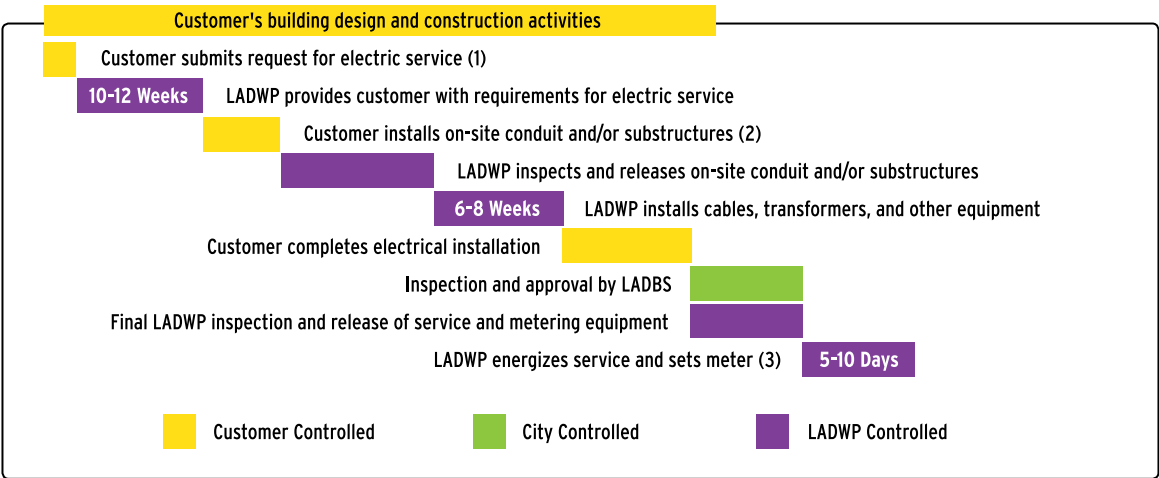 Customer's building design and construction activities
Customer submits request for electric service (1)
10-12 Weeks LADWP provides customer with requirements for electric service
Customer installs on-site conduit and/or substructures (2)
LADWP inspects and releases on-site conduit and/or substructures
6-8 Weeks LADWP installs cables, transformers, and other equipment
Customer completes electrical installation
Inspection and approval by LADBS
Final LADWP inspection and release of service and metering equipment
LADWP energizes service and sets meter (3) 5-10 Days
Customer Controlled City Controlled LADWP Controlled